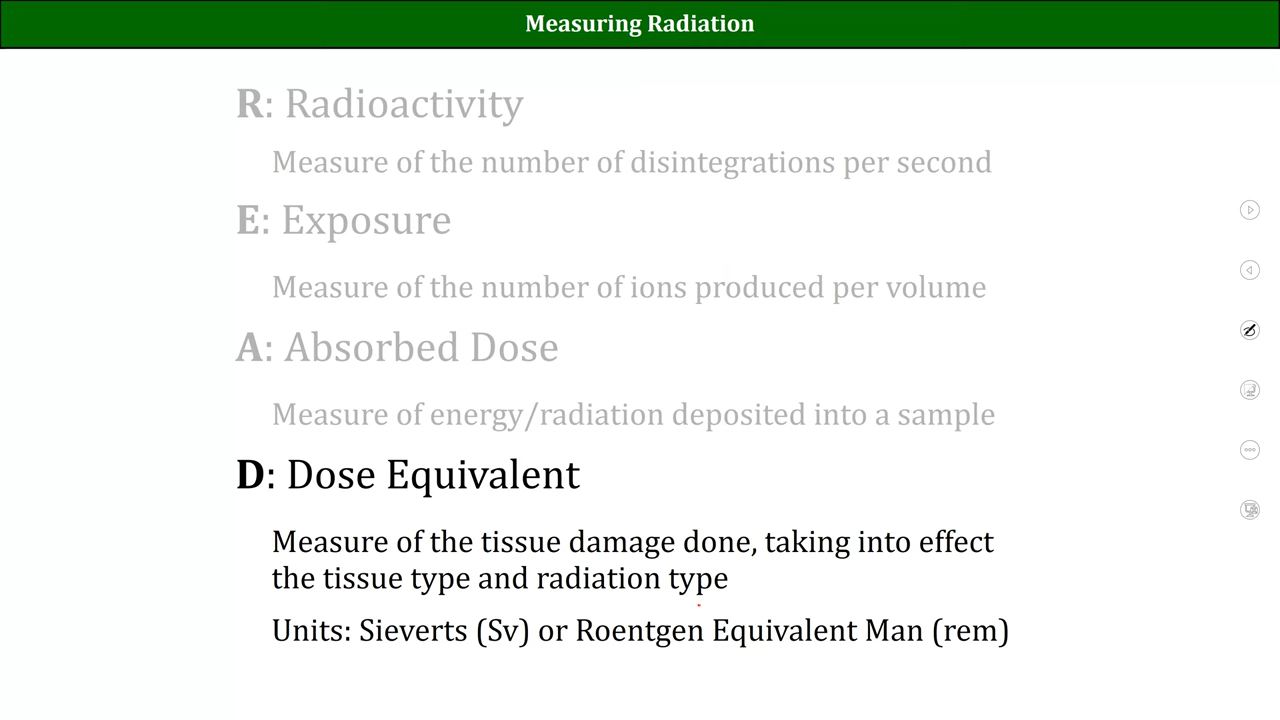 Measuring Radiation
R: Radioactivity
Measure of the number of disintegrations per second
E: Exposure
Measure of the number of ions produced per volume
A: Absorbed Dose
Measure of energy/radiation deposited into a sample
D: Dose Equivalent
Measure of the tissue damage done, taking into effect
the tissue type and radiation type
Units: Sieverts (Sv) or Roentgen Equivalent Man (rem)